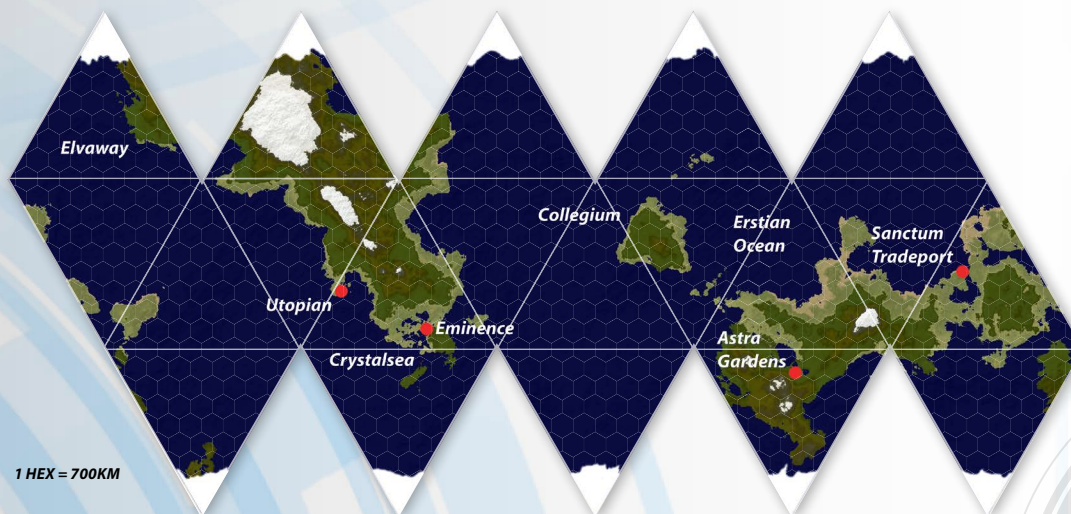 Elvaway
Collegium
Erstian
Ocean
Sanctum
Tradeport
Utopian
Eminence
Crystalsea
Astra
Gardens
1 HEX = 700KM